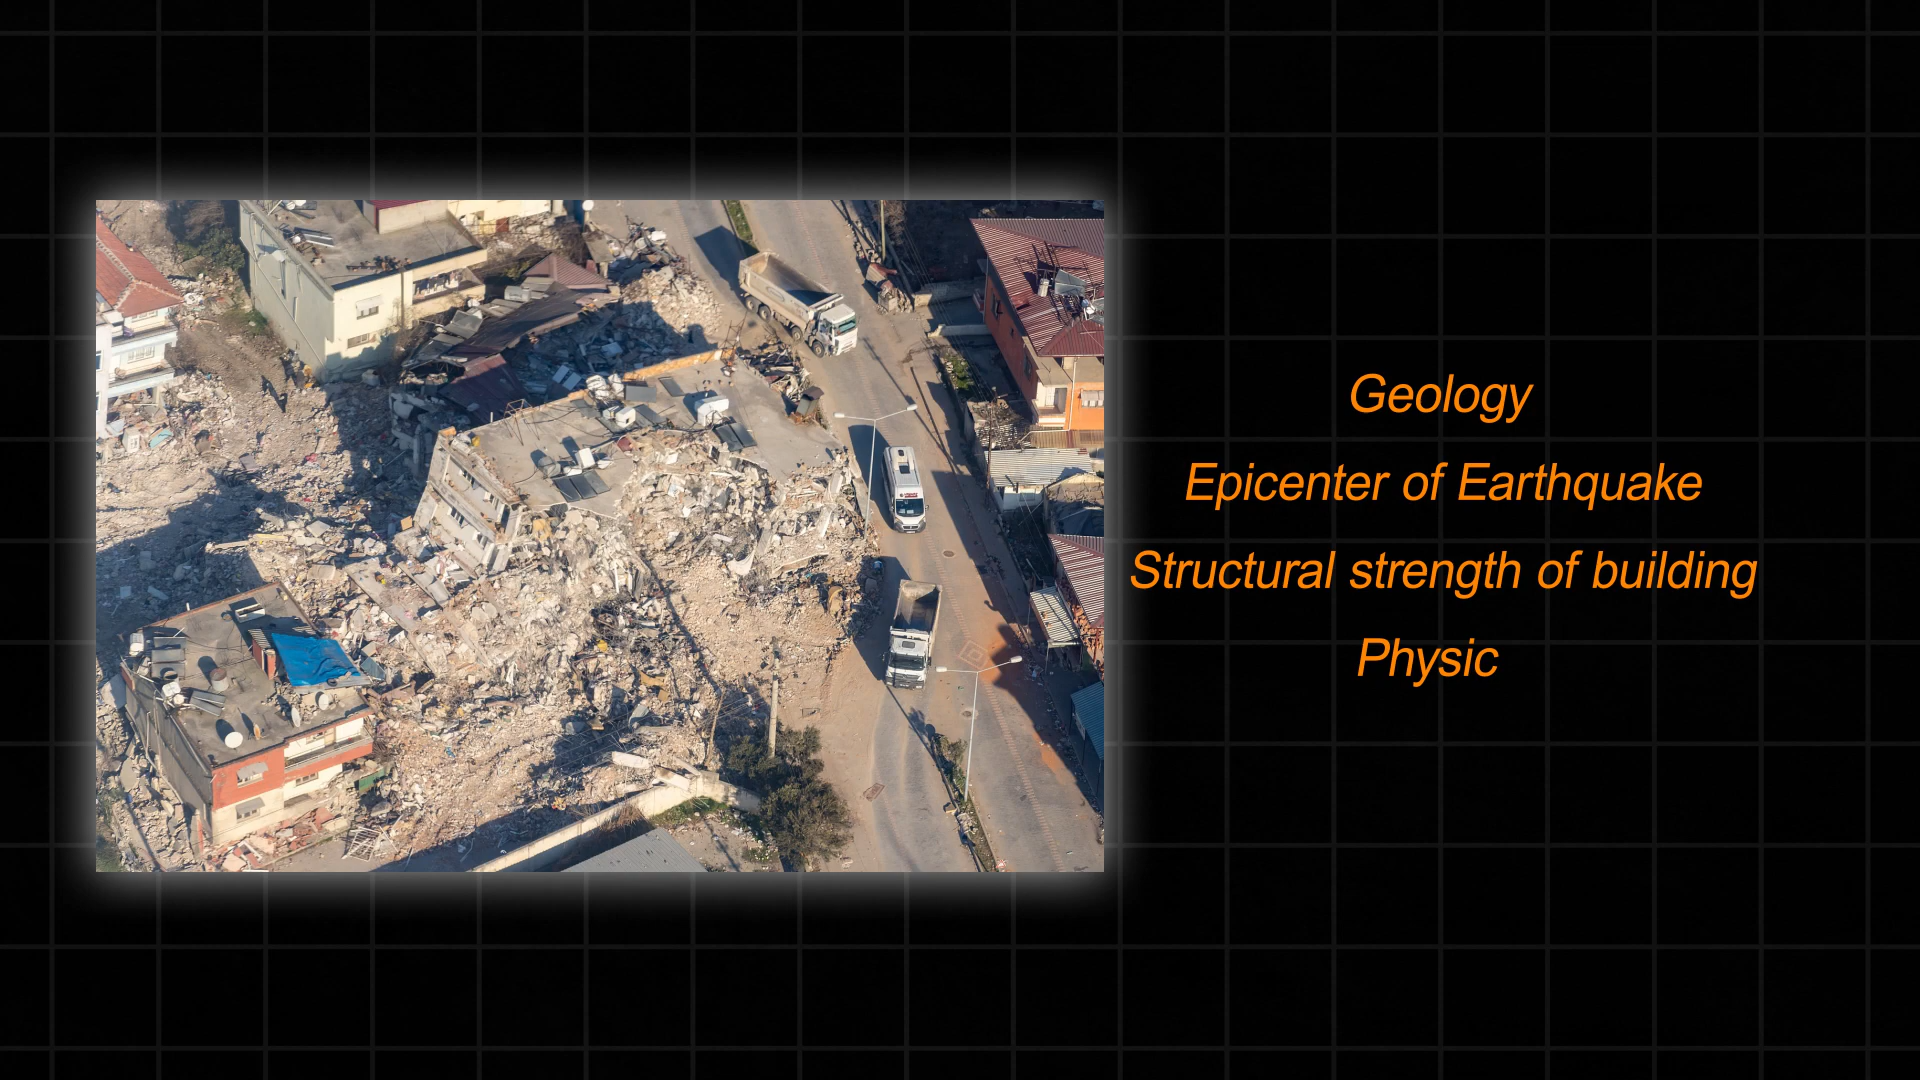 Geology
Epicenter of Earthquake
Structural strength of building
Physic